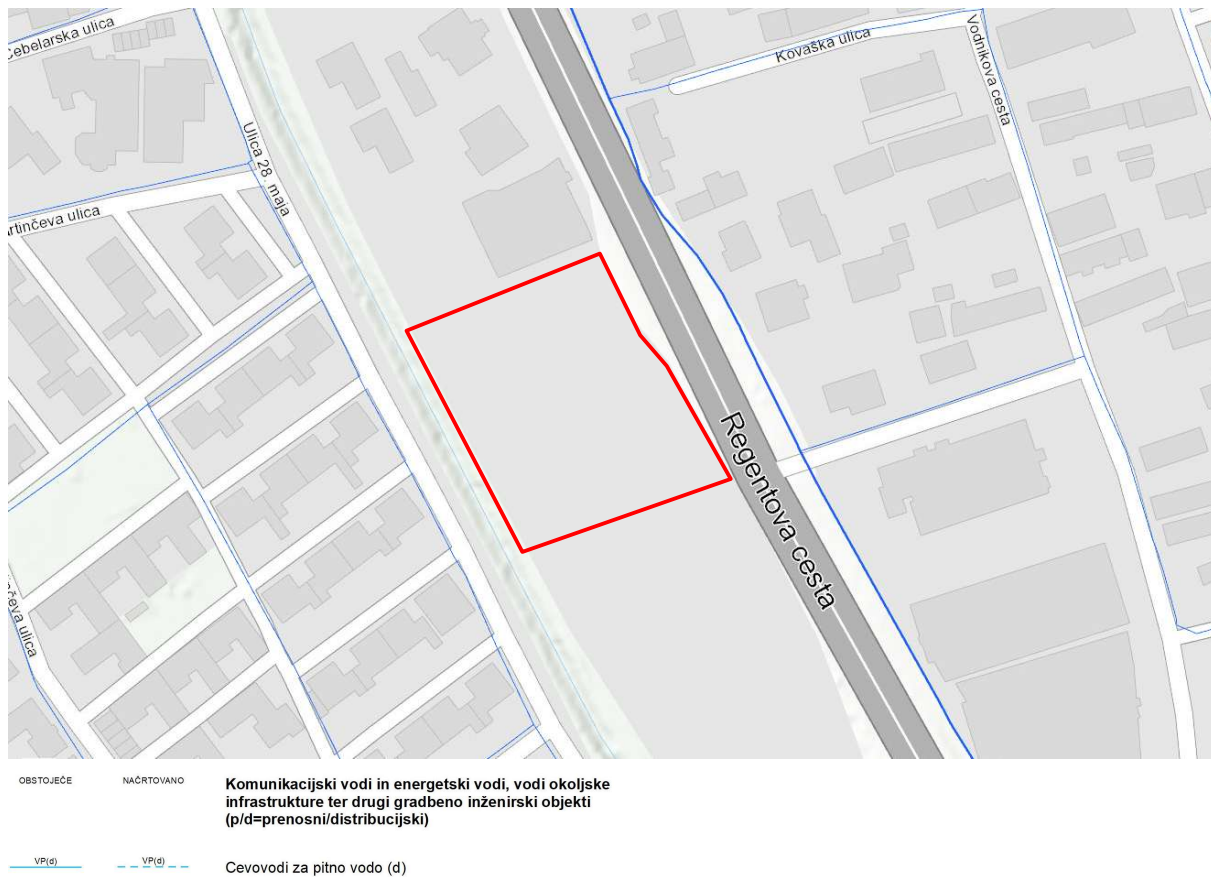 Čebelarska ulica
Kovaška ulica
Vodnikova cesta
Ulica 28. maja
rtinčeva ulica
Regentova cesta
čeva ulica
OBSTOJEČE
NAČRTOVANO
Komunikacijski vodi in energetski vodi, vodi okoljske
infrastrukture ter drugi gradbeno inženirski objekti
(p/d=prenosni/distribucijski)
VP(d)
VP(d)
Cevovodi za pitno vodo (d)